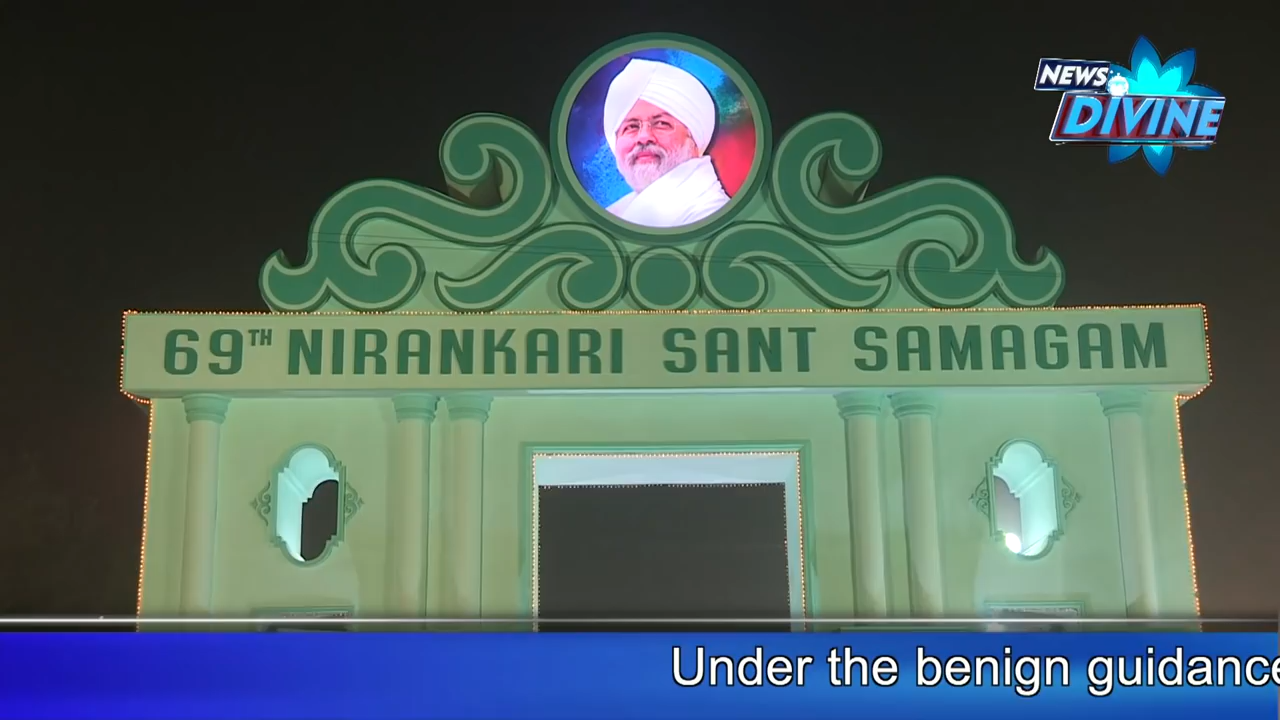 NEWS
DIVINE
69TH NIRANKARI SANT SAMAGAM
Under the benign guidance